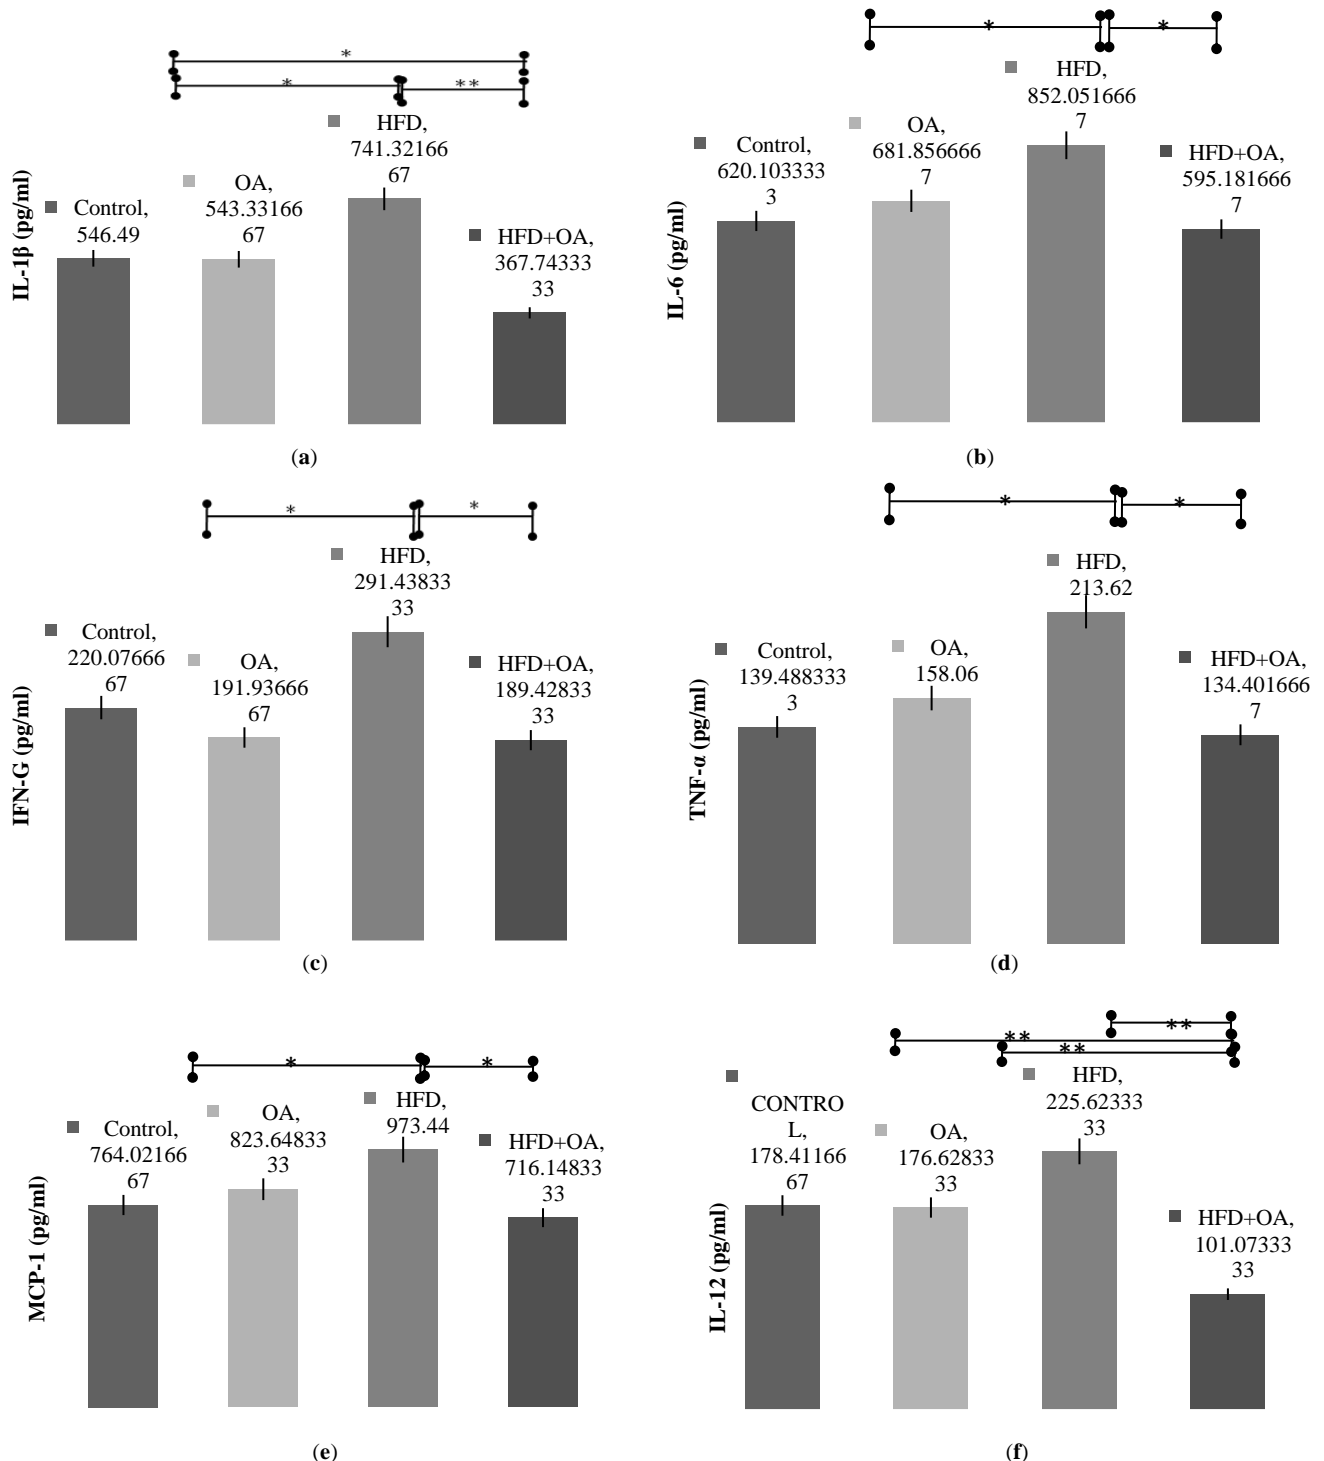 *
*
**
HFD,
741.32166
67
OA,
543.33166
67
Control,
546.49
HFD+OA,
367.74333
33
IL-1β (pg/ml)
(a)
*
*
HFD,
852.051666
7
OA,
681.856666
7
Control,
620.103333
3
HFD+OA,
595.181666
7
IL-6 (pg/ml)
(b)
*
*
HFD,
291.43833
33
Control,
220.07666
67
OA,
191.93666
67
HFD+OA,
189.42833
33
IFN-G (pg/ml)
(c)
*
*
HFD,
213.62
Control,
139.488333
3
OA,
158.06
HFD+OA,
134.401666
7
TNF-α (pg/ml)
(d)
*
*
HFD,
973.44
OA,
823.64833
33
Control,
764.02166
67
HFD+OA,
716.14833
33
MCP-1 (pg/ml)
(e)
**
**
**
HFD,
225.62333
33
CONTRO
L,
178.41166
67
OA,
176.62833
33
HFD+OA,
101.07333
33
IL-12 (pg/ml)
(f)